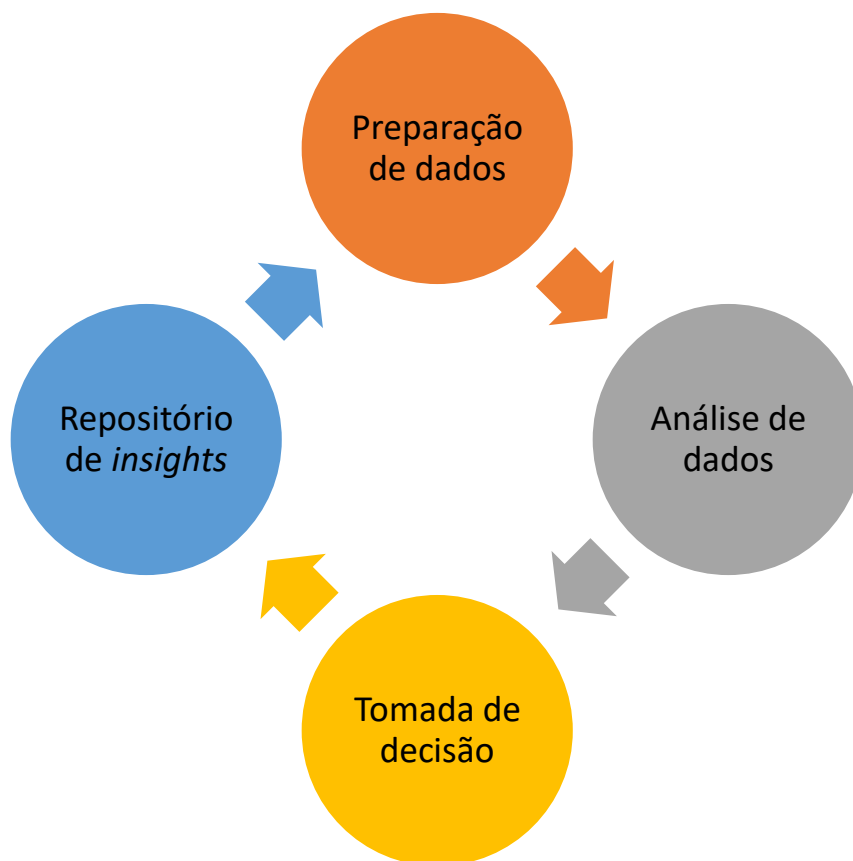 Preparação
de dados
Análise de
dados
Tomada de
decisão
Repositório
de insights